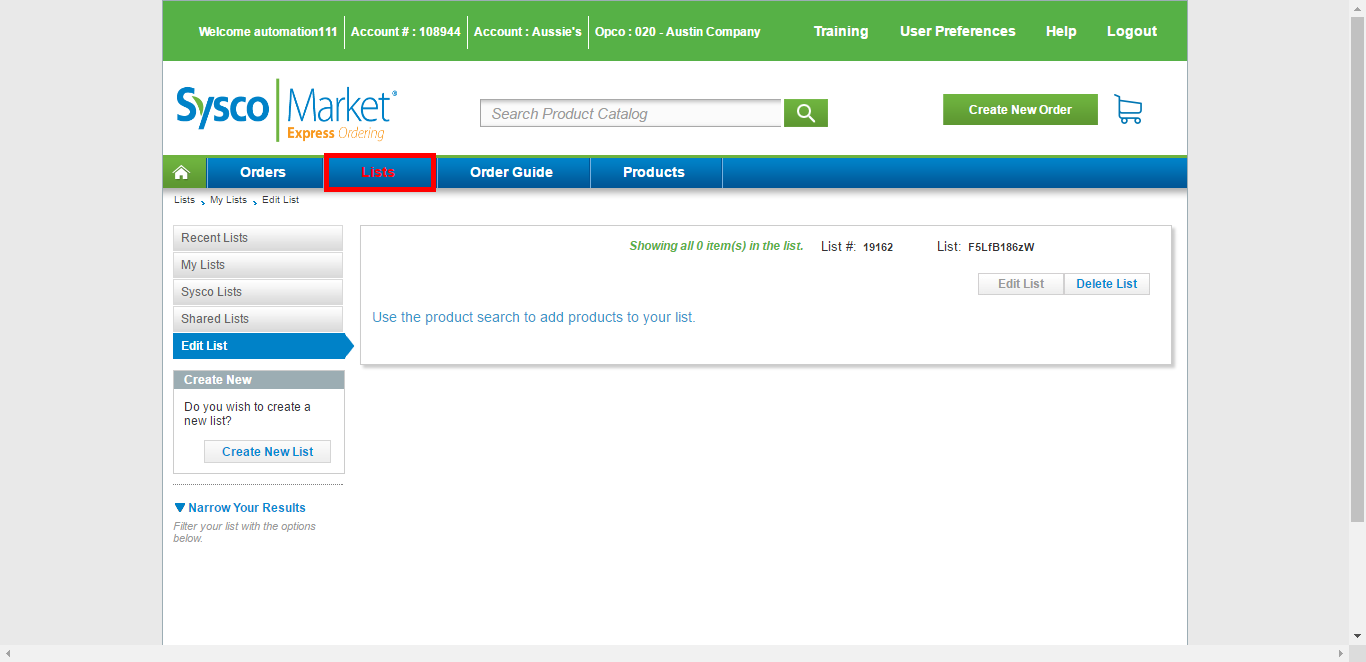 Welcome automation111 Account # : 108944 Account : Aussie's Opco : 020 - Austin Company Training User Preferences Help Logout
Sysco Market®
Express Ordering
Search Product Catalog
Create New Order
Orders Lists Order Guide Products
Lists My Lists Edit List
Recent Lists
My Lists
Sysco Lists
Shared Lists
Edit List
Showing all 0 item(s) in the list. List #: 19162 List: F5LfB186zW
Edit List Delete List
Use the product search to add products to your list.
Create New
Do you wish to create a
new list?
Create New List
Narrow Your Results
Filter your list with the options
below.